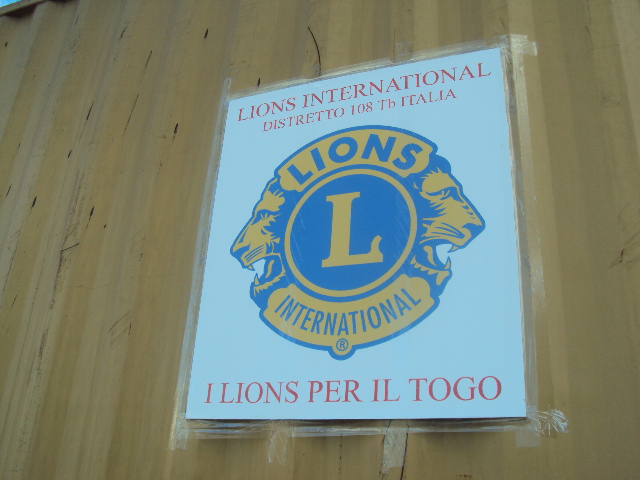 LIONS INTERNATIONAL
DISTRETTO 108 Tb ITALIA
LIONS
L
INTERNATIONAL
®
I LIONS PER IL TOGO